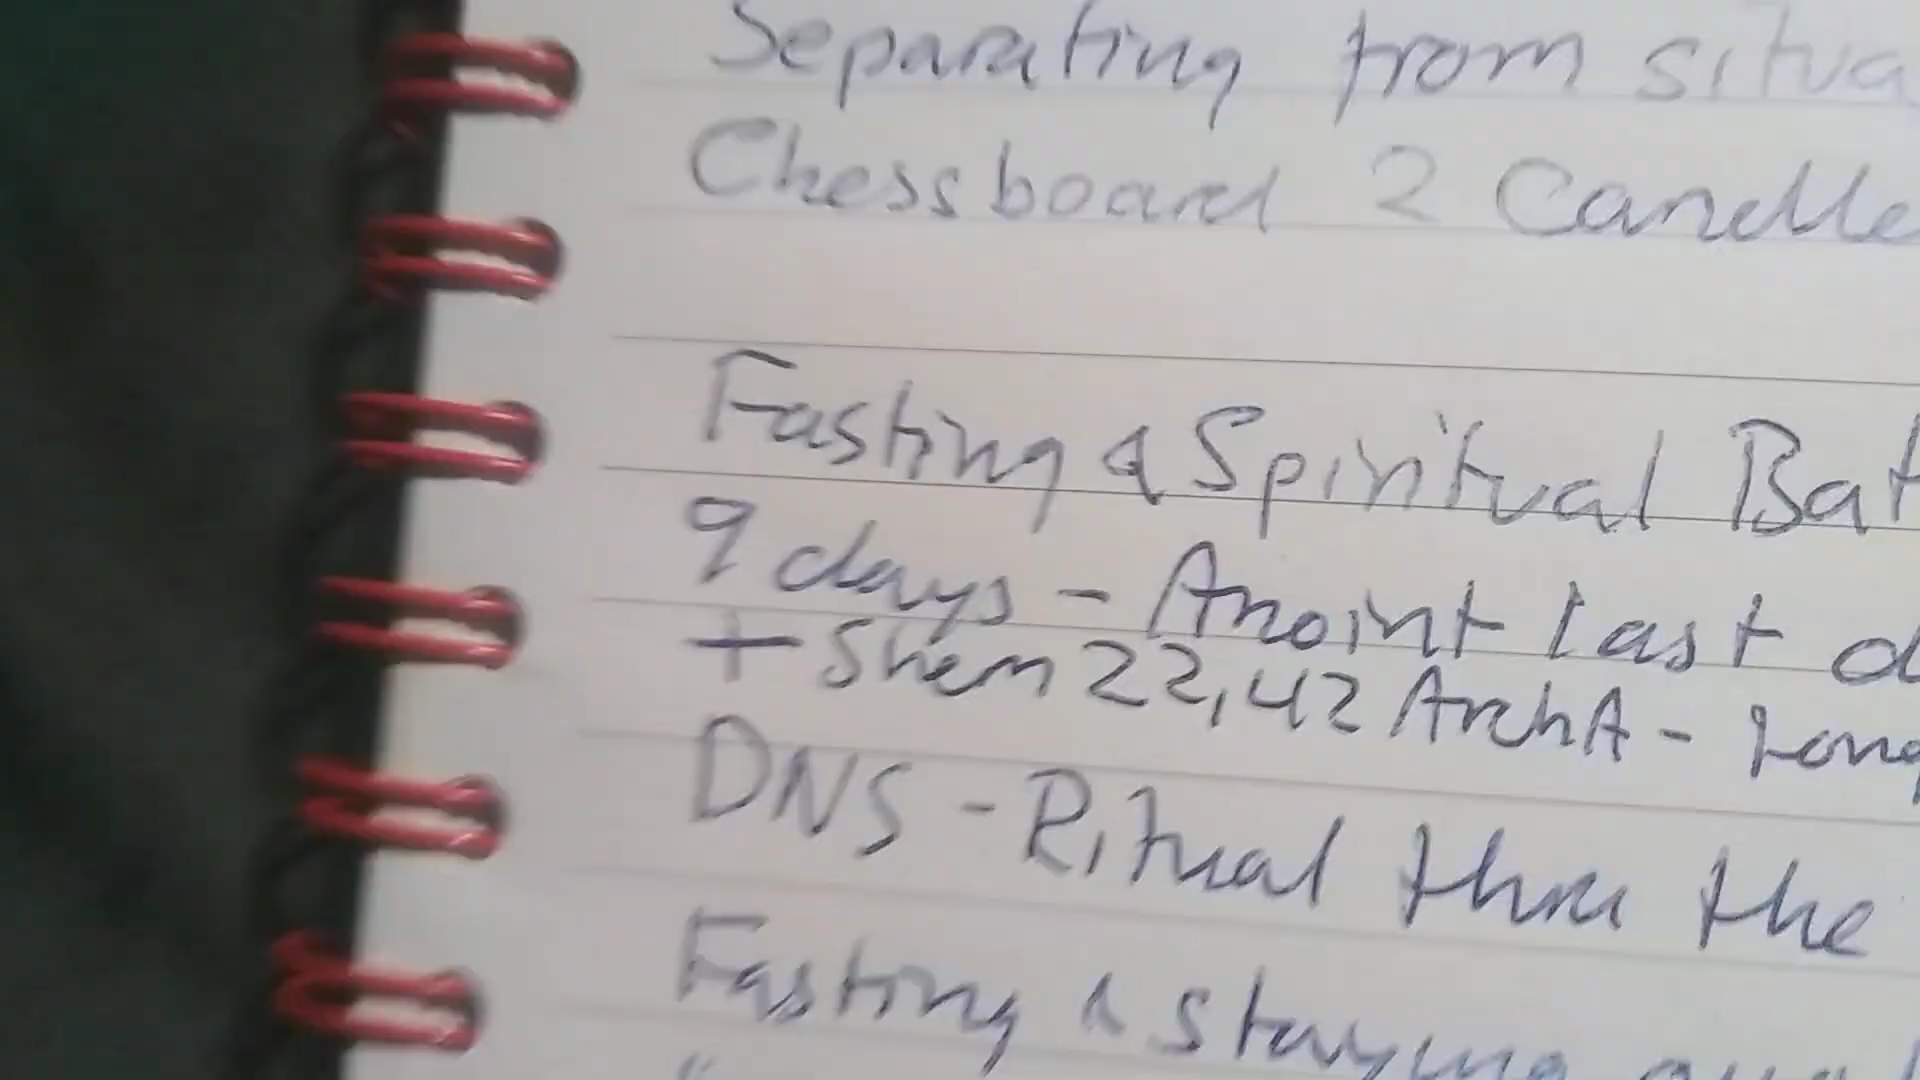 Separating from situa
Chessboard 2 Candle
Fasting & Spiritual Bat
9 days - Anoint last d
+ Shem 22,42 ArchA -
DNS - Ritual thru the
Fasting & staying